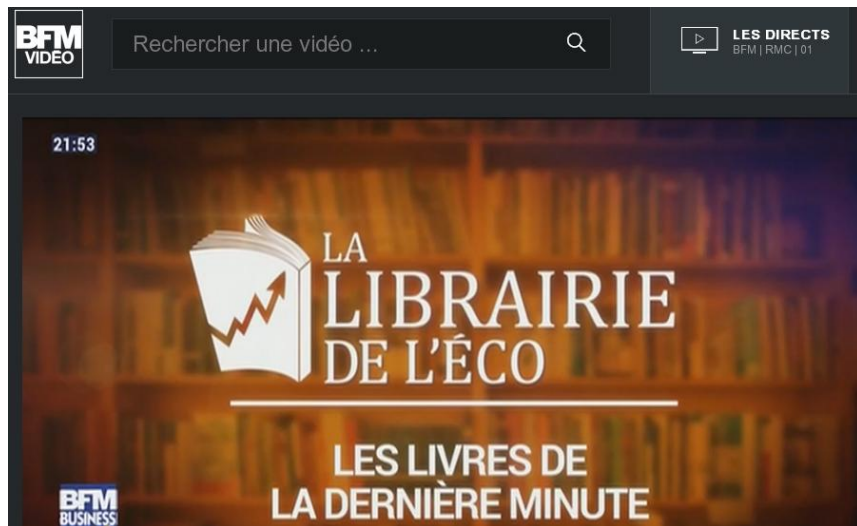 BFM
VIDEO
Rechercher une vidéo ...
LES DIRECTS
BFM | RMC | 01
21:53
LA
LIBRAIRIE
DE L'ÉCO
LES LIVRES DE
LA DERNIÈRE MINUTE
BFM
BUSINESS